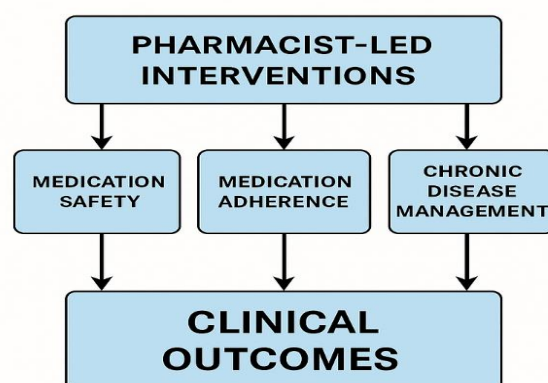 PHARMACIST-LED
INTERVENTIONS
MEDICATION
SAFETY
MEDICATION
ADHERENCE
CHRONIC
DISEASE
MANAGEMENT
CLINICAL
OUTCOMES